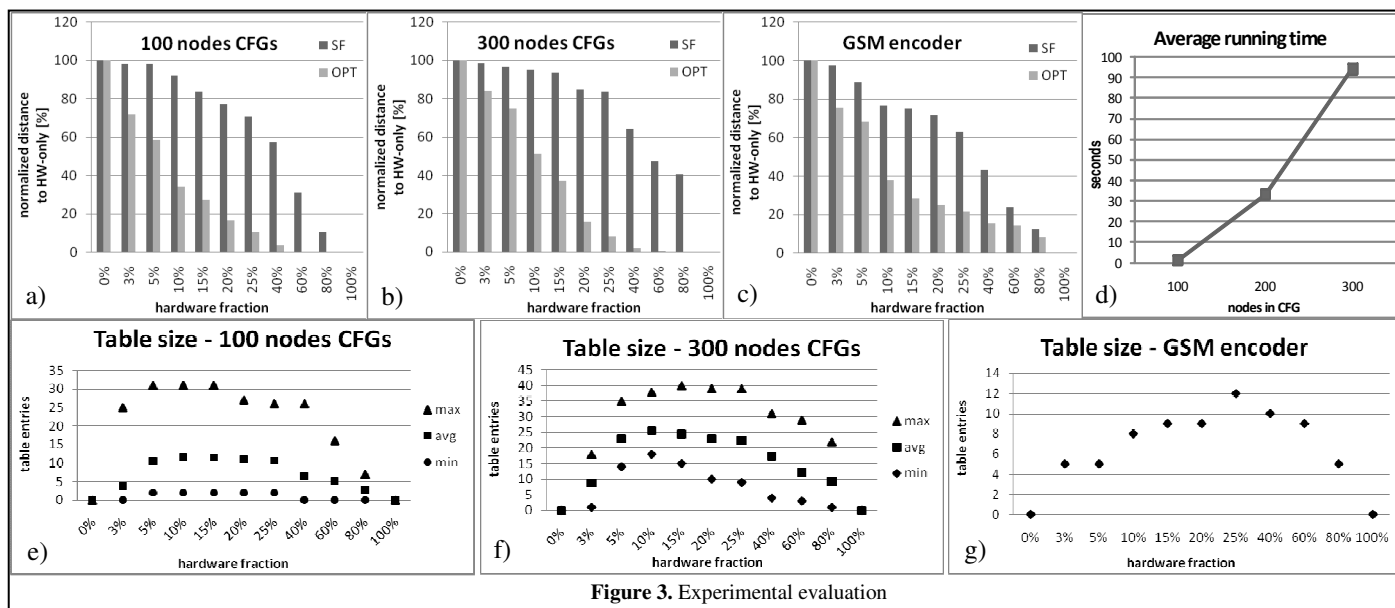 100 nodes CFGs
SF
OPT
normalized distance
to HW-only [%]
120
100
80
60
40
20
0
0%
3%
5%
10%
15%
20%
25%
40%
60%
80%
100%
hardware fraction
a)
300 nodes CFGs
SF
OPT
normalized distance
to HW-only [%]
120
100
80
60
40
20
0
0%
3%
5%
10%
15%
20%
25%
40%
60%
80%
100%
hardware fraction
b)
GSM encoder
SF
OPT
normalized distance
to HW-only [%]
120
100
80
60
40
20
0
0%
3%
5%
10%
15%
20%
25%
40%
60%
80%
100%
hardware fraction
c)
Average running time
seconds
100
90
80
70
60
50
40
30
20
10
0
100 200 300
nodes in CFG
d)
Table size - 100 nodes CFGs
table entries
35
30
25
20
15
10
5
0
max
avg
min
0% 3% 5% 10% 15% 20% 25% 40% 60% 80% 100%
hardware fraction
e)
Table size - 300 nodes CFGs
table entries
45
40
35
30
25
20
15
10
5
0
max
avg
min
0% 3% 5% 10% 15% 20% 25% 40% 60% 80% 100%
hardware fraction
f)
Table size - GSM encoder
table entries
14
12
10
8
6
4
2
0
0% 3% 5% 10% 15% 20% 25% 40% 60% 80% 100%
hardware fraction
g)
Figure 3. Experimental evaluation